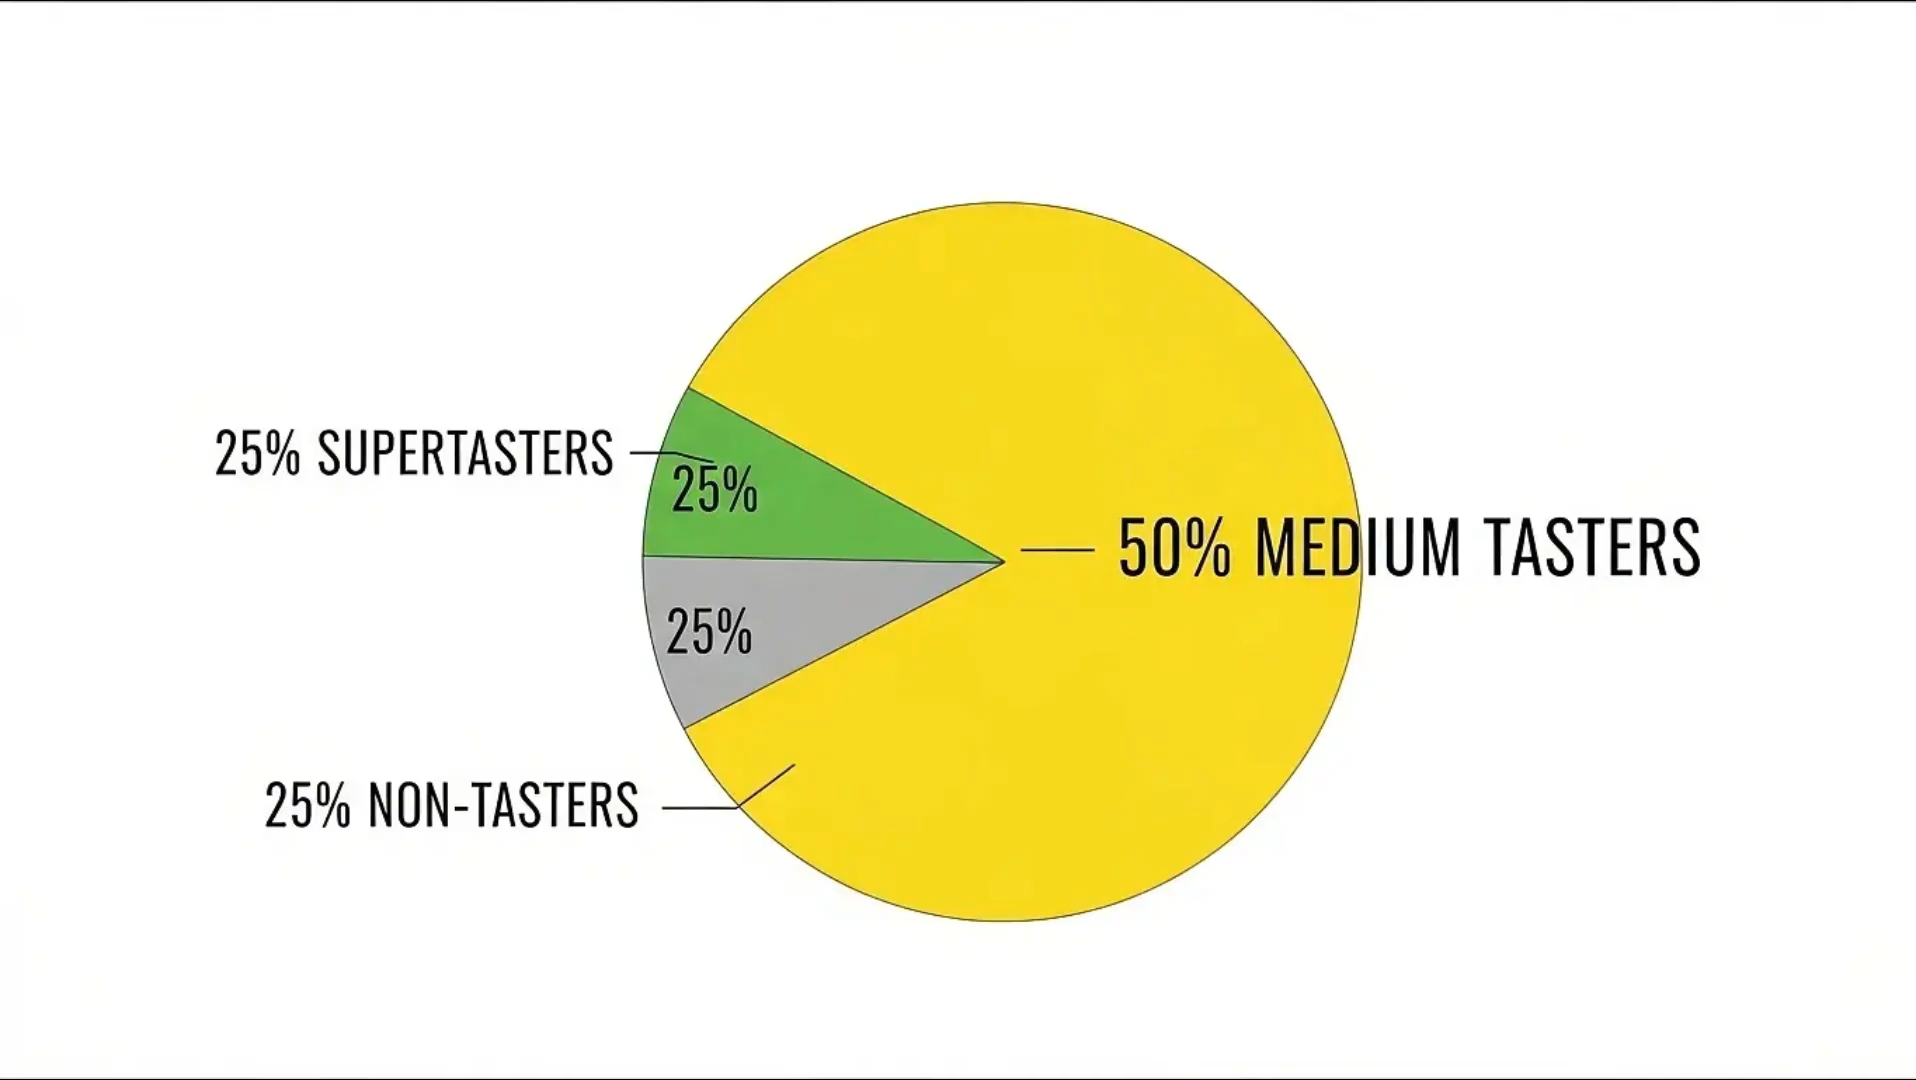 25% SUPERTASTERS
25%
50% MEDIUM TASTERS
25%
25% NON-TASTERS